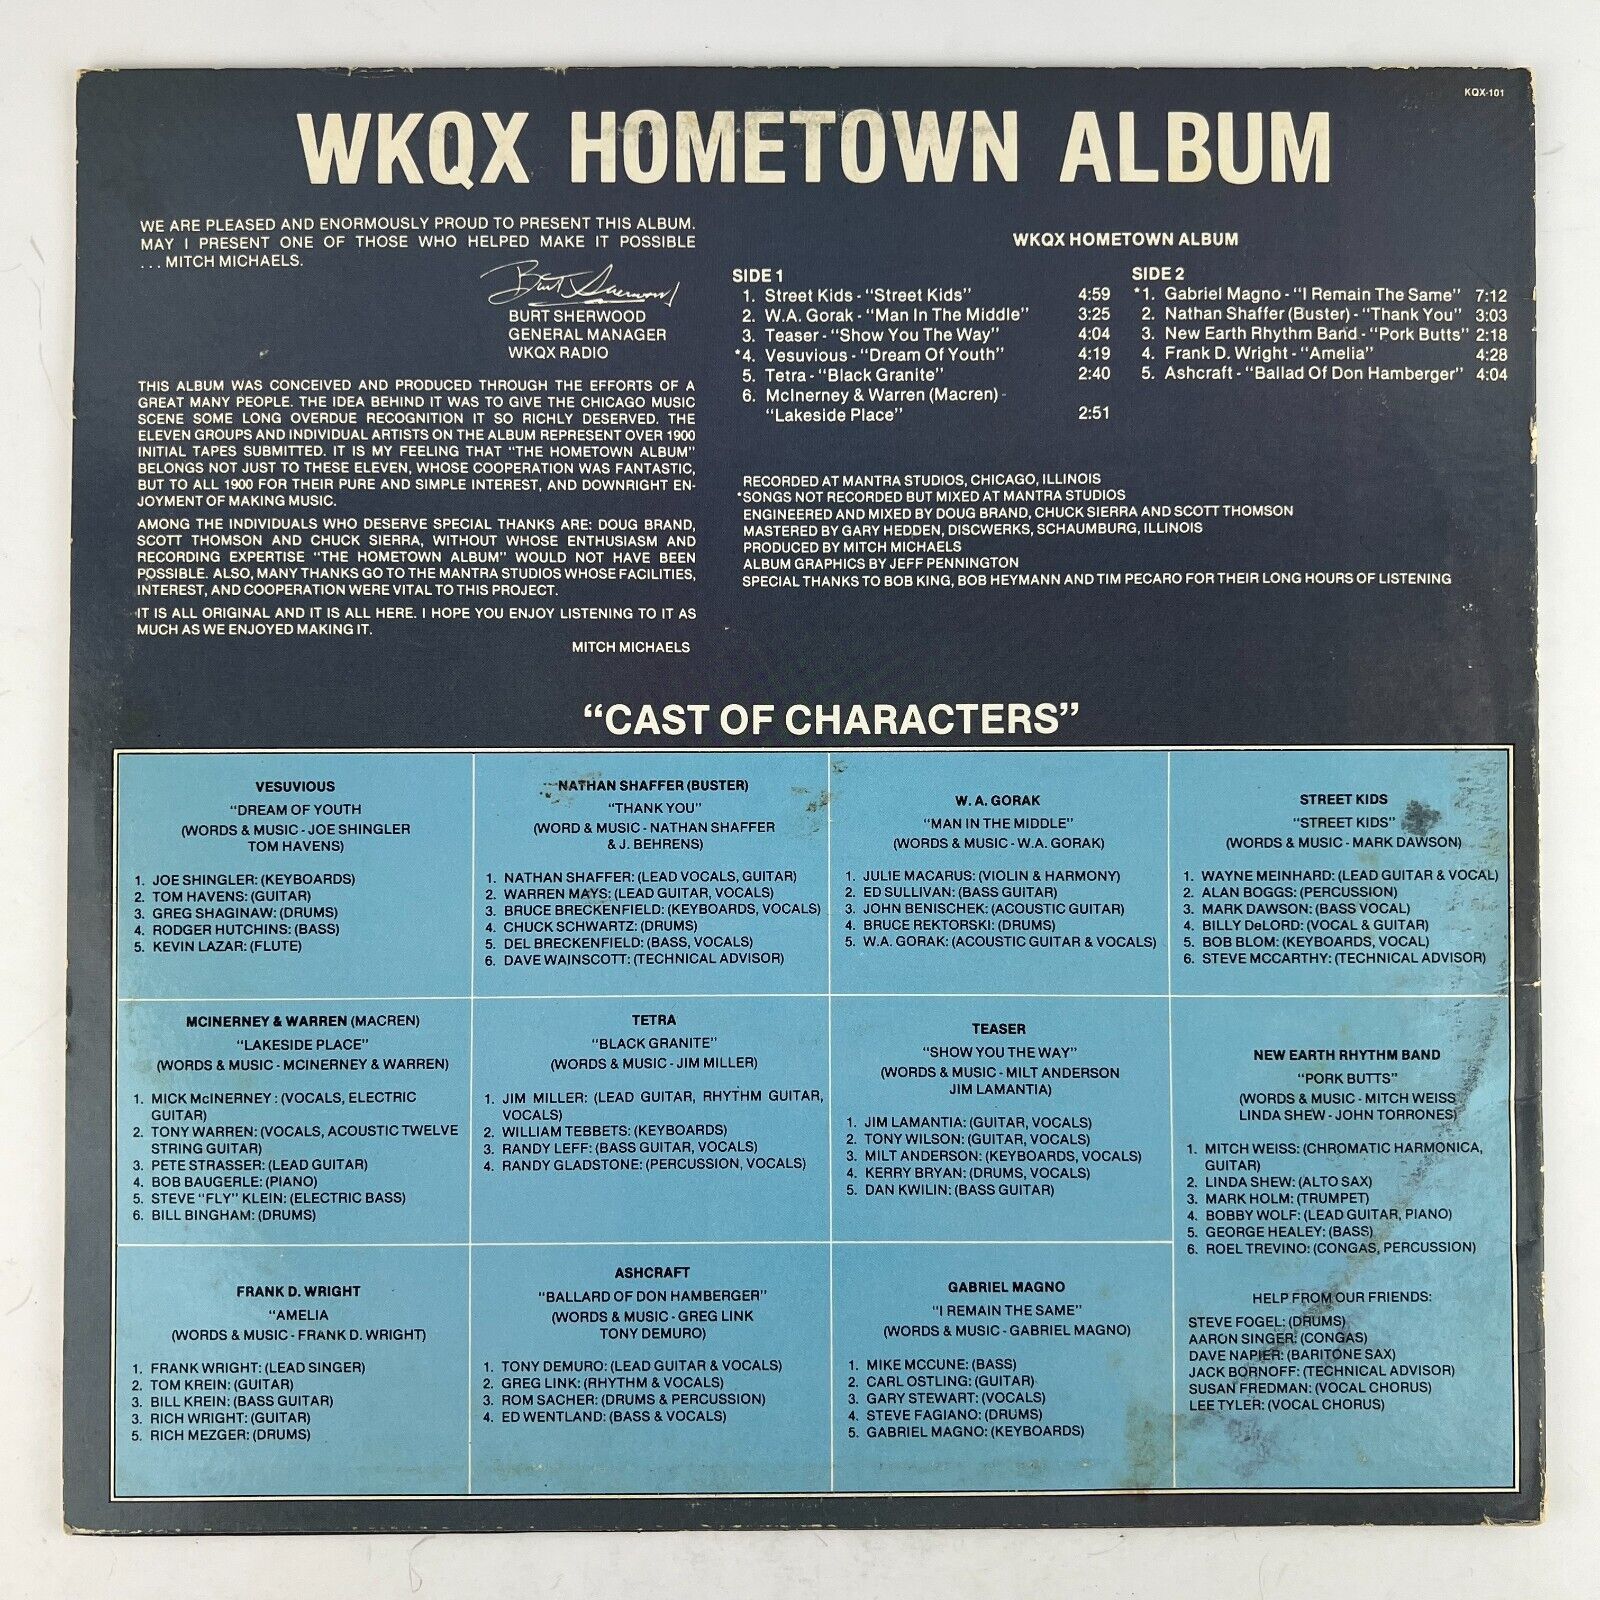 KQX-101
WKQX HOMETOWN ALBUM
WE ARE PLEASED AND ENORMOUSLY PROUD TO PRESENT THIS ALBUM.
MAY I PRESENT ONE OF THOSE WHO HELPED MAKE IT POSSIBLE
... MITCH MICHAELS.
Burt Sherwood
BURT SHERWOOD
GENERAL MANAGER
WKQX RADIO
THIS ALBUM WAS CONCEIVED AND PRODUCED THROUGH THE EFFORTS OF A
GREAT MANY PEOPLE. THE IDEA BEHIND IT WAS TO GIVE THE CHICAGO MUSIC
SCENE SOME LONG OVERDUE RECOGNITION IT SO RICHLY DESERVED. THE
ELEVEN GROUPS AND INDIVIDUAL ARTISTS ON THE ALBUM REPRESENT OVER 1900
INITIAL TAPES SUBMITTED. IT IS MY FEELING THAT "THE HOMETOWN ALBUM"
BELONGS NOT JUST TO THESE ELEVEN, WHOSE COOPERATION WAS FANTASTIC,
BUT TO ALL 1900 FOR THEIR PURE AND SIMPLE INTEREST, AND DOWNRIGHT EN-
JOYMENT OF MAKING MUSIC.
AMONG THE INDIVIDUALS WHO DESERVE SPECIAL THANKS ARE: DOUG BRAND,
SCOTT THOMSON AND CHUCK SIERRA, WITHOUT WHOSE ENTHUSIASM AND
RECORDING EXPERTISE "THE HOMETOWN ALBUM" WOULD NOT HAVE BEEN
POSSIBLE. ALSO, MANY THANKS GO TO THE MANTRA STUDIOS WHOSE FACILITIES,
INTEREST, AND COOPERATION WERE VITAL TO THIS PROJECT.
IT IS ALL ORIGINAL AND IT IS ALL HERE. I HOPE YOU ENJOY LISTENING TO IT AS
MUCH AS WE ENJOYED MAKING IT.
MITCH MICHAELS
WKQX HOMETOWN ALBUM
SIDE 1
1. Street Kids - "Street Kids" 4:59
2. W.A. Gorak - "Man In The Middle" 3:25
3. Teaser - "Show You The Way" 4:04
*4. Vesuvious - "Dream Of Youth" 4:19
5. Tetra - "Black Granite" 2:40
6. McInerney & Warren (Macren) -
"Lakeside Place" 2:51
SIDE 2
*1. Gabriel Magno - "I Remain The Same" 7:12
2. Nathan Shaffer (Buster) - "Thank You" 3:03
3. New Earth Rhythm Band - "Pork Butts" 2:18
4. Frank D. Wright - "Amelia" 4:28
5. Ashcraft - "Ballad Of Don Hamberger" 4:04
RECORDED AT MANTRA STUDIOS, CHICAGO, ILLINOIS
*SONGS NOT RECORDED BUT MIXED AT MANTRA STUDIOS
ENGINEERED AND MIXED BY DOUG BRAND, CHUCK SIERRA AND SCOTT THOMSON
MASTERED BY GARY HEDDEN, DISCWERKS, SCHAUMBURG, ILLINOIS
PRODUCED BY MITCH MICHAELS
ALBUM GRAPHICS BY JEFF PENNINGTON
SPECIAL THANKS TO BOB KING, BOB HEYMANN AND TIM PECARO FOR THEIR LONG HOURS OF LISTENING
"CAST OF CHARACTERS"
VESUVIOUS
"DREAM OF YOUTH
(WORDS & MUSIC - JOE SHINGLER
TOM HAVENS)
1. JOE SHINGLER: (KEYBOARDS)
2. TOM HAVENS: (GUITAR)
3. GREG SHAGINAW: (DRUMS)
4. RODGER HUTCHINS: (BASS)
5. KEVIN LAZAR: (FLUTE)
NATHAN SHAFFER (BUSTER)
"THANK YOU"
(WORD & MUSIC - NATHAN SHAFFER
& J. BEHRENS)
1. NATHAN SHAFFER: (LEAD VOCALS, GUITAR)
2. WARREN MAYS: (LEAD GUITAR, VOCALS)
3. BRUCE BRECKENFIELD: (KEYBOARDS, VOCALS)
4. CHUCK SCHWARTZ: (DRUMS)
5. DEL BRECKENFIELD: (BASS, VOCALS)
6. DAVE WAINSCOTT: (TECHNICAL ADVISOR)
W. A. GORAK
"MAN IN THE MIDDLE"
(WORDS & MUSIC - W.A. GORAK)
1. JULIE MACARUS: (VIOLIN & HARMONY)
2. ED SULLIVAN: (BASS GUITAR)
3. JOHN BENISCHEK: (ACOUSTIC GUITAR)
4. BRUCE REKTORSKI: (DRUMS)
5. W.A. GORAK: (ACOUSTIC GUITAR & VOCALS)
STREET KIDS
"STREET KIDS"
(WORDS & MUSIC - MARK DAWSON)
1. WAYNE MEINHARD: (LEAD GUITAR & VOCAL)
2. ALAN BOGGS: (PERCUSSION)
3. MARK DAWSON: (BASS VOCAL)
4. BILLY DeLORD: (VOCAL & GUITAR)
5. BOB BLOM: (KEYBOARDS, VOCAL)
6. STEVE MCCARTHY: (TECHNICAL ADVISOR)
MCINERNEY & WARREN (MACREN)
"LAKESIDE PLACE"
(WORDS & MUSIC - MCINERNEY & WARREN)
1. MICK McINERNEY : (VOCALS, ELECTRIC
GUITAR)
2. TONY WARREN: (VOCALS, ACOUSTIC TWELVE
STRING GUITAR)
3. PETE STRASSER: (LEAD GUITAR)
4. BOB BAUGERLE: (PIANO)
5. STEVE "FLY" KLEIN: (ELECTRIC BASS)
6. BILL BINGHAM: (DRUMS)
TETRA
"BLACK GRANITE"
(WORDS & MUSIC - JIM MILLER)
1. JIM MILLER: (LEAD GUITAR, RHYTHM GUITAR,
VOCALS)
2. WILLIAM TEBBETS: (KEYBOARDS)
3. RANDY LEFF: (BASS GUITAR, VOCALS)
4. RANDY GLADSTONE: (PERCUSSION, VOCALS)
TEASER
"SHOW YOU THE WAY"
(WORDS & MUSIC - MILT ANDERSON
JIM LAMANTIA)
1. JIM LAMANTIA: (GUITAR, VOCALS)
2. TONY WILSON: (GUITAR, VOCALS)
3. MILT ANDERSON: (KEYBOARDS, VOCALS)
4. KERRY BRYAN: (DRUMS, VOCALS)
5. DAN KWILIN: (BASS GUITAR)
NEW EARTH RHYTHM BAND
"PORK BUTTS"
(WORDS & MUSIC - MITCH WEISS
LINDA SHEW - JOHN TORRONES)
1. MITCH WEISS: (CHROMATIC HARMONICA,
GUITAR)
2. LINDA SHEW: (ALTO SAX)
3. MARK HOLM: (TRUMPET)
4. BOBBY WOLF: (LEAD GUITAR, PIANO)
5. GEORGE HEALEY: (BASS)
6. ROEL TREVINO: (CONGAS, PERCUSSION)
HELP FROM OUR FRIENDS:
STEVE FOGEL: (DRUMS)
AARON SINGER: (CONGAS)
DAVE NAPIER: (BARITONE SAX)
JACK BORNOFF: (TECHNICAL ADVISOR)
SUSAN FREDMAN: (VOCAL CHORUS)
LEE TYLER: (VOCAL CHORUS)
FRANK D. WRIGHT
"AMELIA
(WORDS & MUSIC - FRANK D. WRIGHT)
1. FRANK WRIGHT: (LEAD SINGER)
2. TOM KREIN: (GUITAR)
3. BILL KREIN: (BASS GUITAR)
3. RICH WRIGHT: (GUITAR)
5. RICH MEZGER: (DRUMS)
ASHCRAFT
"BALLARD OF DON HAMBERGER"
(WORDS & MUSIC - GREG LINK
TONY DEMURO)
1. TONY DEMURO: (LEAD GUITAR & VOCALS)
2. GREG LINK: (RHYTHM & VOCALS)
3. ROM SACHER: (DRUMS & PERCUSSION)
4. ED WENTLAND: (BASS & VOCALS)
GABRIEL MAGNO
"I REMAIN THE SAME"
(WORDS & MUSIC - GABRIEL MAGNO)
1. MIKE MCCUNE: (BASS)
2. CARL OSTLING: (GUITAR)
3. GARY STEWART: (VOCALS)
4. STEVE FAGIANO: (DRUMS)
5. GABRIEL MAGNO: (KEYBOARDS)